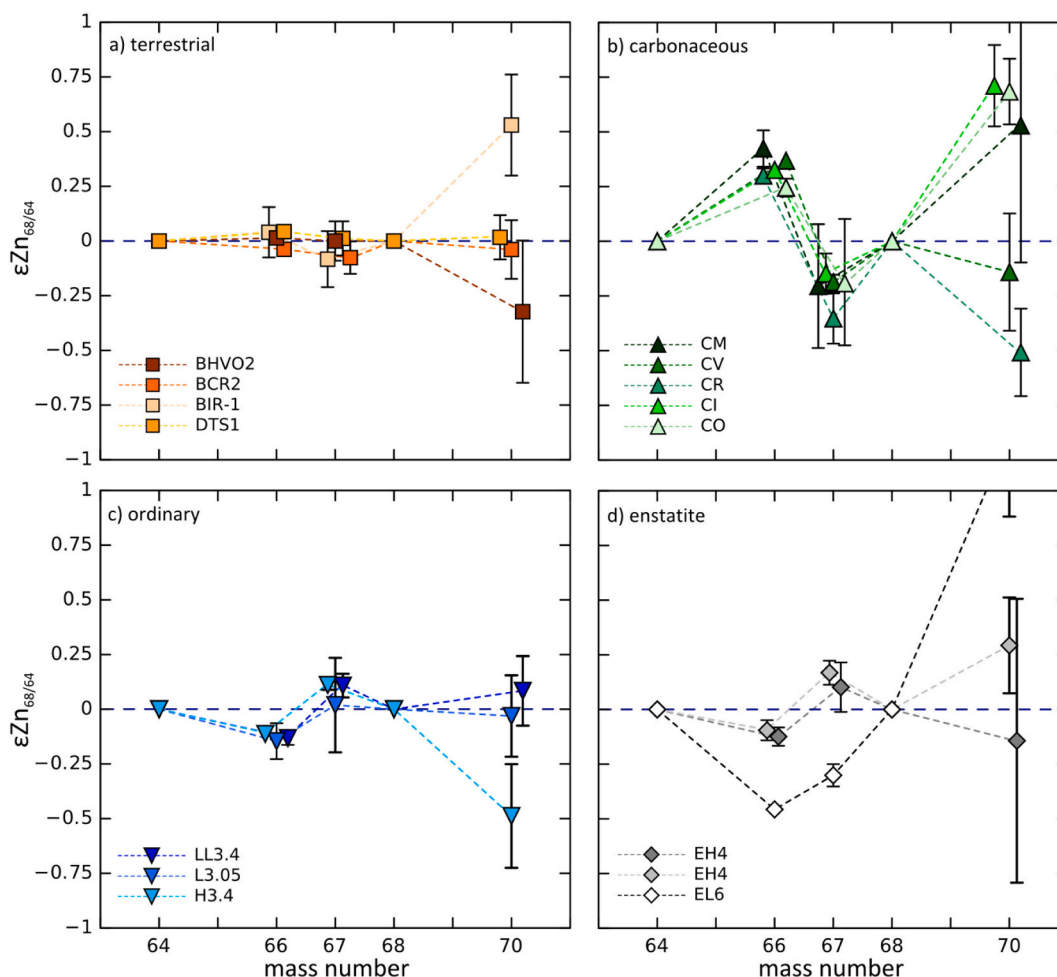 a) terrestrial
εZn68/64
1
0.75
0.5
0.25
0
−0.25
−0.5
−0.75
−1
BHVO2
BCR2
BIR-1
DTS1
b) carbonaceous
CM
CV
CR
CI
CO
c) ordinary
εZn68/64
1
0.75
0.5
0.25
0
−0.25
−0.5
−0.75
−1
LL3.4
L3.05
H3.4
64 66 67 68 70
mass number
d) enstatite
EH4
EH4
EL6
64 66 67 68 70
mass number